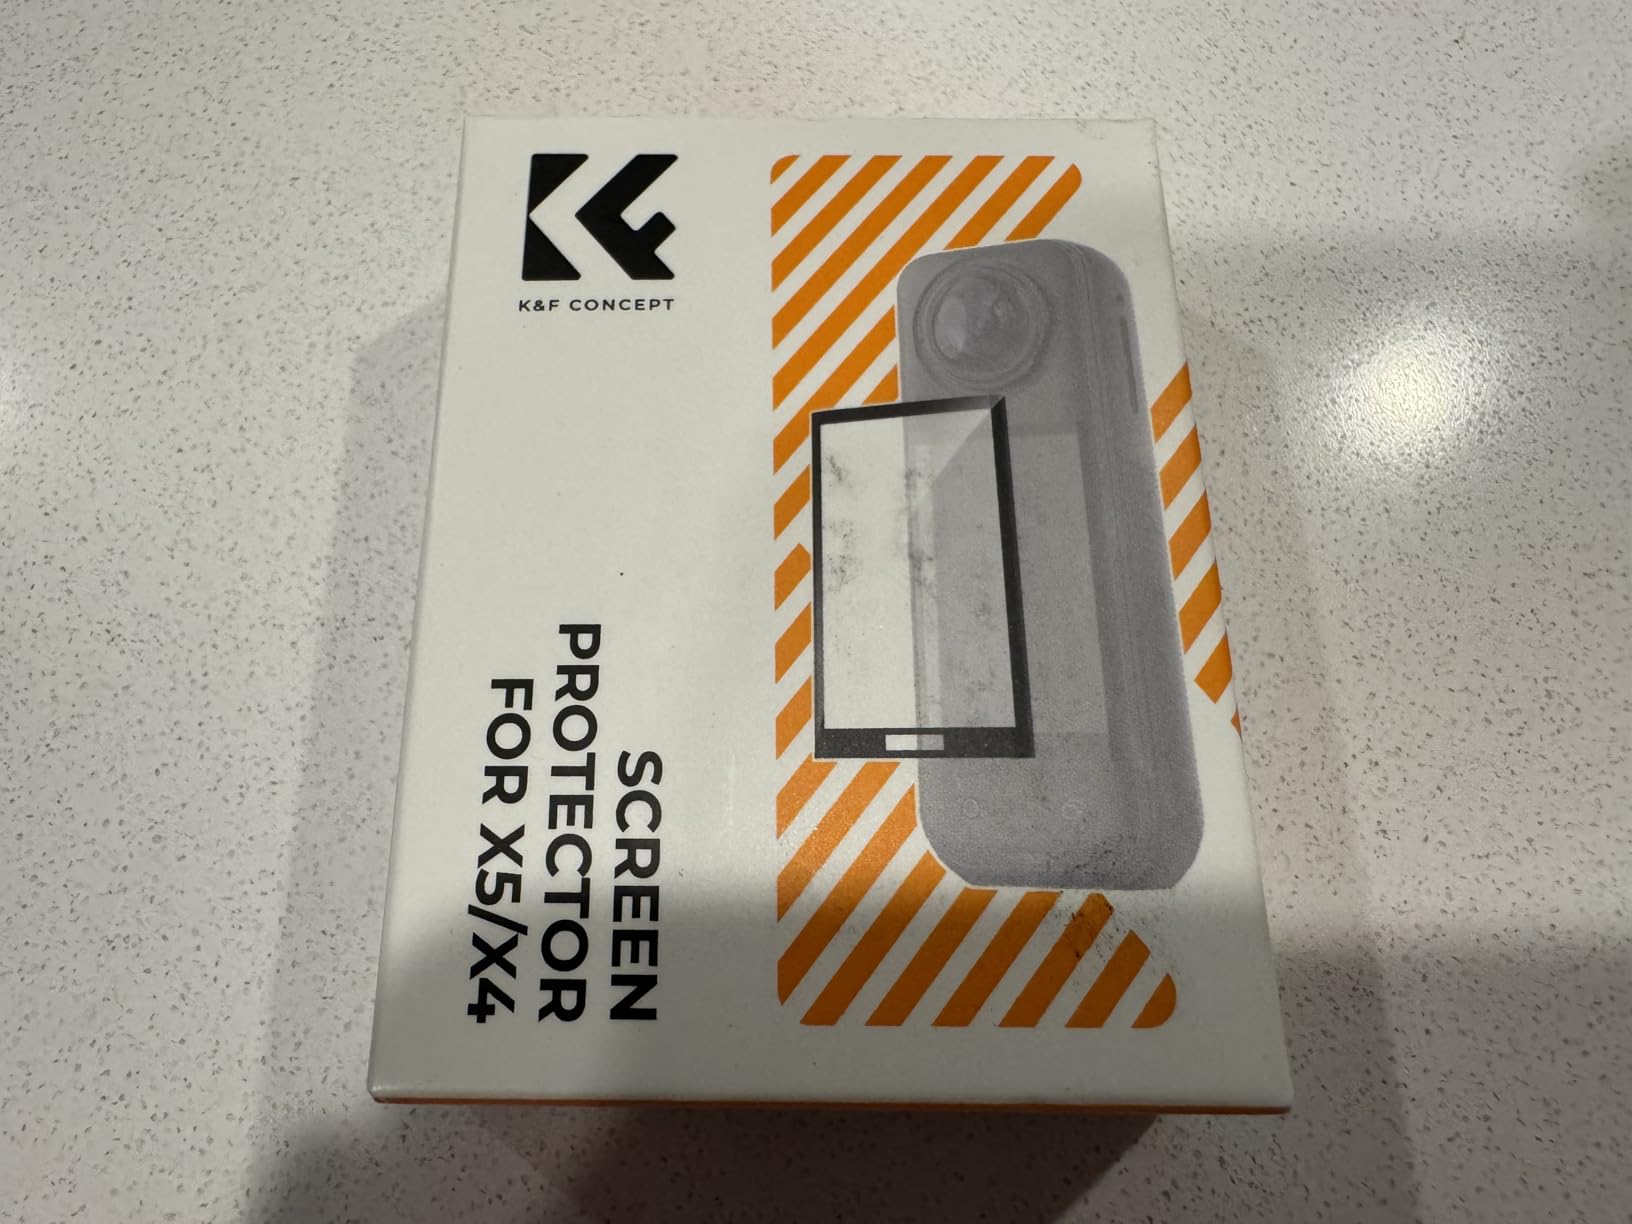 K&F CONCEPT
SCREEN
PROTECTOR
FOR X5/X4